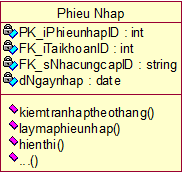 Phieu Nhap
PK_iPhieunhapID : int
FK_iTaikhoanID : int
FK_sNhacungcapID : string
dNgaynhap : date
kiemtranhaptheothang()
laymaphieunhap()
hienthi()
...()